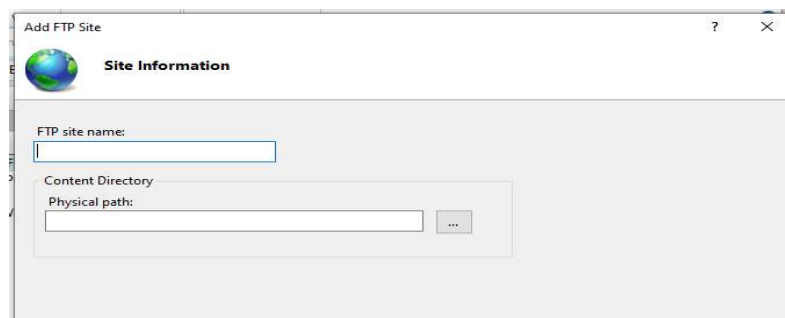 Add FTP Site
?
Site Information
FTP site name:
Content Directory
Physical path:
...